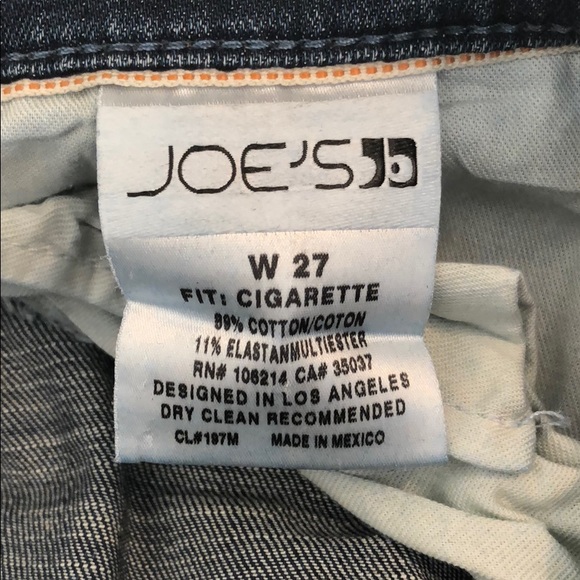 JOE'S
W 27
FIT: CIGARETTE
99% COTTON/COTON
11% ELASTANMULTIESTER
RN# 106214 CA# 35037
DESIGNED IN LOS ANGELES
DRY CLEAN RECOMMENDED
CL#197M MADE IN MEXICO